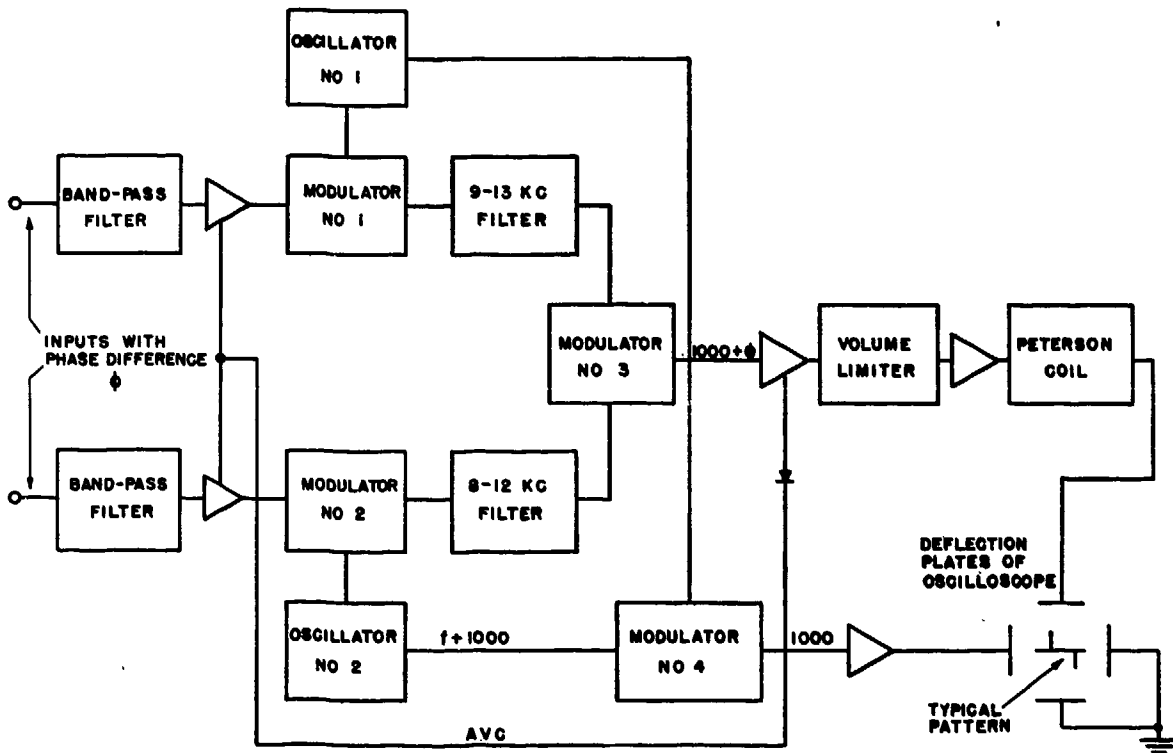 OSCILLATOR
NO 1
BAND-PASS
FILTER
MODULATOR
NO 1
9-13 KC
FILTER
INPUTS WITH
PHASE DIFFERENCE
ϕ
MODULATOR
NO 3
1000+ϕ
VOLUME
LIMITER
PETERSON
COIL
BAND-PASS
FILTER
MODULATOR
NO 2
8-12 KC
FILTER
DEFLECTION
PLATES OF
OSCILLOSCOPE
OSCILLATOR
NO 2
f+1000
MODULATOR
NO 4
1000
TYPICAL
PATTERN
AVC